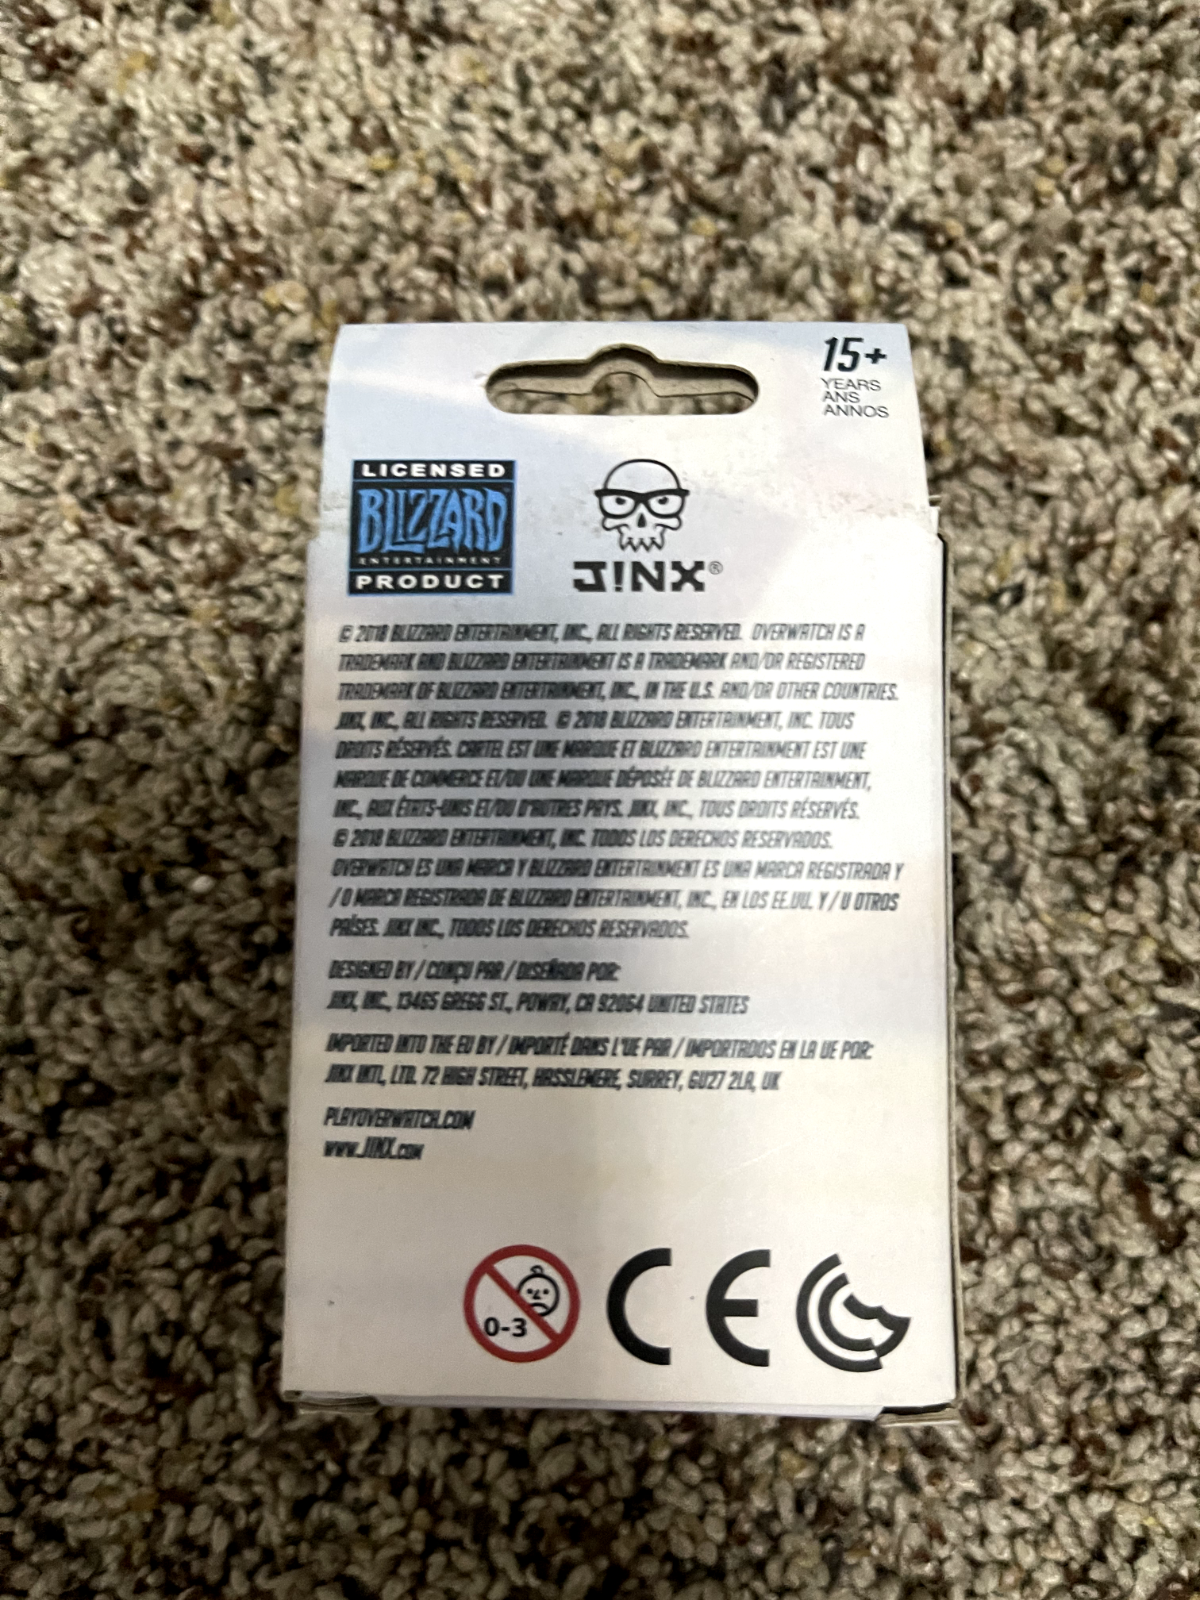 15+
YEARS
ANS
ANNOS
LICENSED
BLIZZARD
ENTERTAINMENT
PRODUCT
J!NX®
© 2018 BLIZZARD ENTERTAINMENT, INC., ALL RIGHTS RESERVED. OVERWATCH IS A
TRADEMARK AND BLIZZARD ENTERTAINMENT IS A TRADEMARK AND/OR REGISTERED
TRADEMARK OF BLIZZARD ENTERTAINMENT, INC., IN THE U.S. AND/OR OTHER COUNTRIES.
JINX, INC., ALL RIGHTS RESERVED. © 2018 BLIZZARD ENTERTAINMENT, INC. TOUS
DROITS RÉSERVÉS. CARTEL EST UNE MARQUE ET BLIZZARD ENTERTAINMENT EST UNE
MARQUE DE COMMERCE ET/OU UNE MARQUE DÉPOSÉE DE BLIZZARD ENTERTAINMENT,
INC., AUX ÉTATS-UNIS ET/OU D'AUTRES PAYS. JINX, INC., TOUS DROITS RÉSERVÉS.
© 2018 BLIZZARD ENTERTAINMENT, INC. TODOS LOS DERECHOS RESERVADOS.
OVERWATCH ES UNA MARCA Y BLIZZARD ENTERTAINMENT ES UNA MARCA REGISTRADA Y
/ O MARCA REGISTRADA DE BLIZZARD ENTERTAINMENT, INC., EN LOS EE.UU. Y / U OTROS
PAÍSES. JINX INC., TODOS LOS DERECHOS RESERVADOS.
DESIGNED BY / CONÇU PAR / DISEÑADA POR:
JINX, INC., 13465 GREGG ST., POWAY, CA 92064 UNITED STATES
IMPORTED INTO THE EU BY / IMPORTÉ DANS L'UE PAR / IMPORTADOS EN LA UE POR:
JINX INTL, LTD. 72 HIGH STREET, HASSLEMERE, SURREY, GU27 2LA, UK
PLAYOVERWATCH.COM
www.JINX.com
0-3
CE